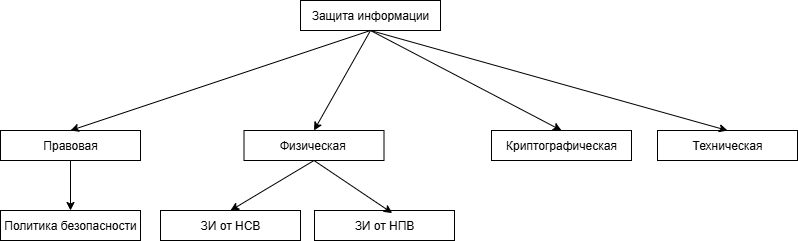 Защита информации
Правовая
Физическая
Криптографическая
Техническая
Политика безопасности
ЗИ от НСВ
ЗИ от НПВ